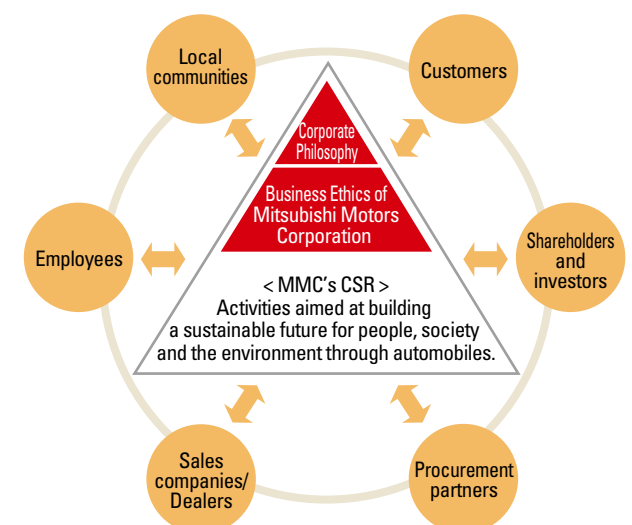 Local
communities
Customers
Corporate
Philosophy
Business Ethics of
Mitsubishi Motors
Corporation
Employees
Shareholders
and
investors
< MMC's CSR >
Activities aimed at building
a sustainable future for people, society
and the environment through automobiles.
Sales
companies/
Dealers
Procurement
partners